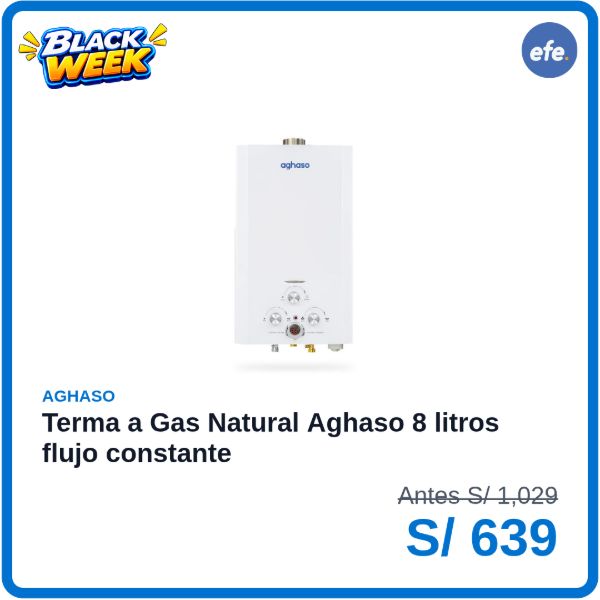 BLACK
WEEK
efe.
aghaso
AGHASO
Terma a Gas Natural Aghaso 8 litros
flujo constante
Antes S/ 1,029
S/ 639